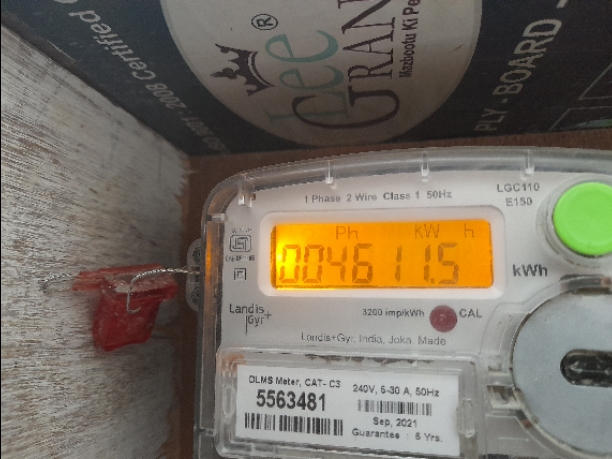 Lee
GRAN
®
Mazbootu Ki Pe
2008 Certified
PLY - BOARD -
1 Phase 2 Wire Class 1 50Hz
LGC110
E150
Ph KW h
004611.5
kWh
Landis
Gyr+
3200 imp/kWh
CAL
Landis+Gyr, India, Joka, Made
DLMS Meter, CAT- C3
5563481
240V, 5-30 A, 50Hz
Sep, 2021
Guarantee : 5 Yrs.